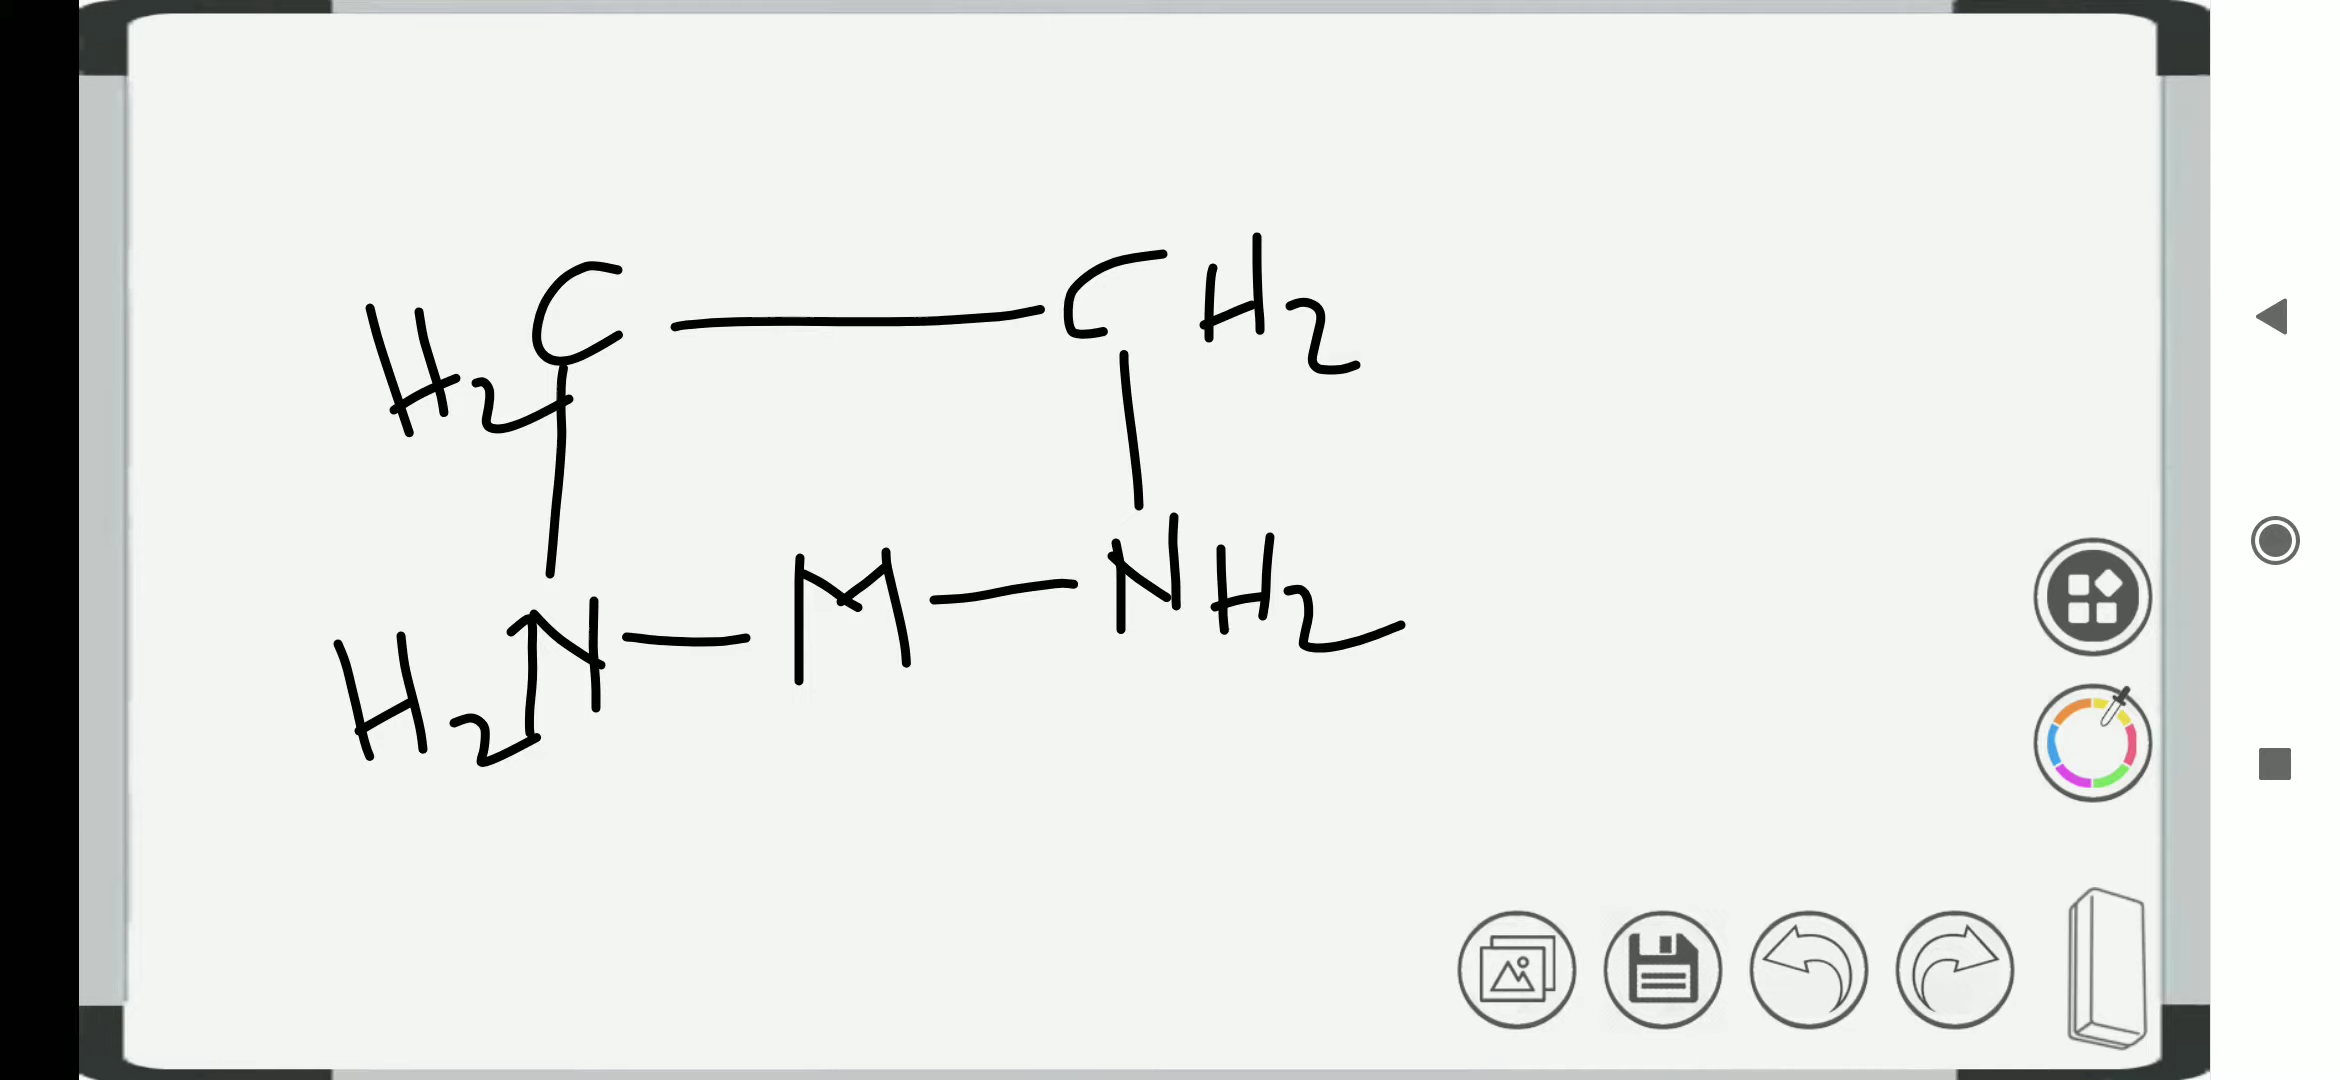 H2C — CH2
H2N — M — NH2